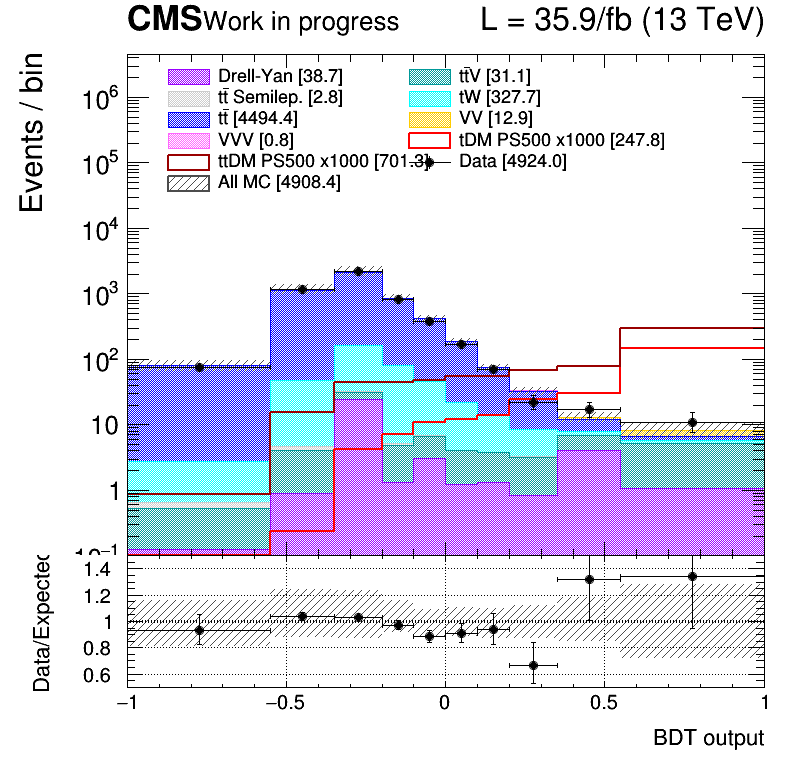 CMS Work in progress L = 35.9/fb (13 TeV)
Events / bin
Drell-Yan [38.7] tt̄V [31.1]
tt̄ Semilep. [2.8] tW [327.7]
tt̄ [4494.4] VV [12.9]
VVV [0.8] tDM PS500 x1000 [247.8]
ttDM PS500 x1000 [701.3] Data [4924.0]
All MC [4908.4]
10⁶
10⁵
10⁴
10³
10²
10
1
10⁻¹
Data/Expected
1.4
1.2
1
0.8
0.6
−1 −0.5 0 0.5 1
BDT output